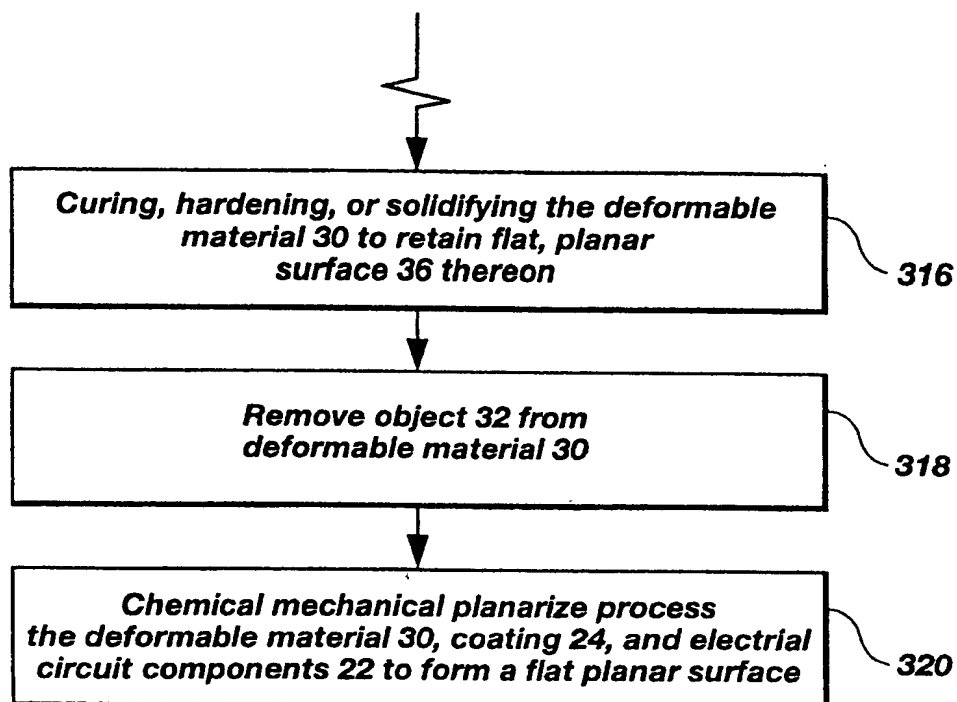 Curing, hardening, or solidifying the deformable
material 30 to retain flat, planar
surface 36 thereon
316
Remove object 32 from
deformable material 30
318
Chemical mechanical planarize process
the deformable material 30, coating 24, and electrial
circuit components 22 to form a flat planar surface
320